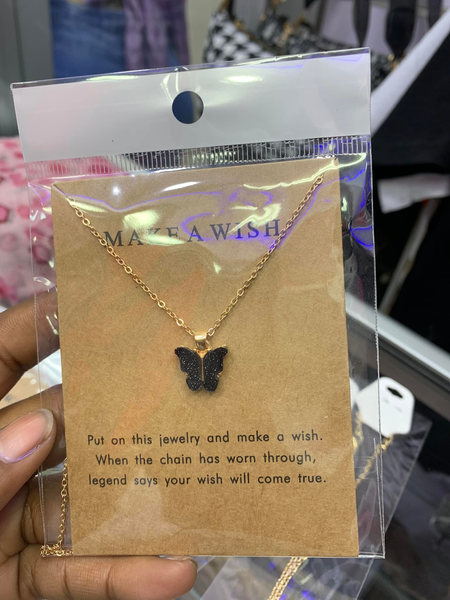 MAKE A WISH
Put on this jewelry and make a wish.
When the chain has worn through,
legend says your wish will come true.